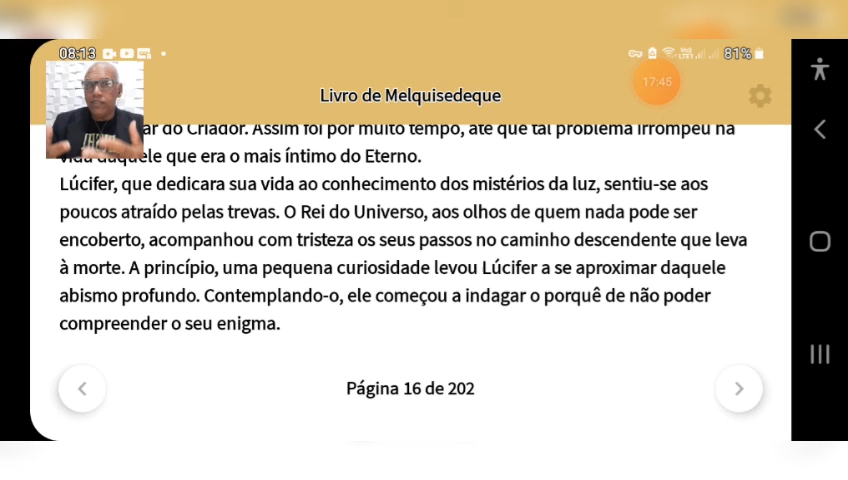 08:13
81%
17:45
Livro de Melquisedeque
ar do Criador. Assim foi por muito tempo, até que tal problema irrompeu na
vida daquele que era o mais íntimo do Eterno.
Lúcifer, que dedicara sua vida ao conhecimento dos mistérios da luz, sentiu-se aos
poucos atraído pelas trevas. O Rei do Universo, aos olhos de quem nada pode ser
encoberto, acompanhou com tristeza os seus passos no caminho descendente que leva
à morte. A princípio, uma pequena curiosidade levou Lúcifer a se aproximar daquele
abismo profundo. Contemplando-o, ele começou a indagar o porquê de não poder
compreender o seu enigma.
Página 16 de 202